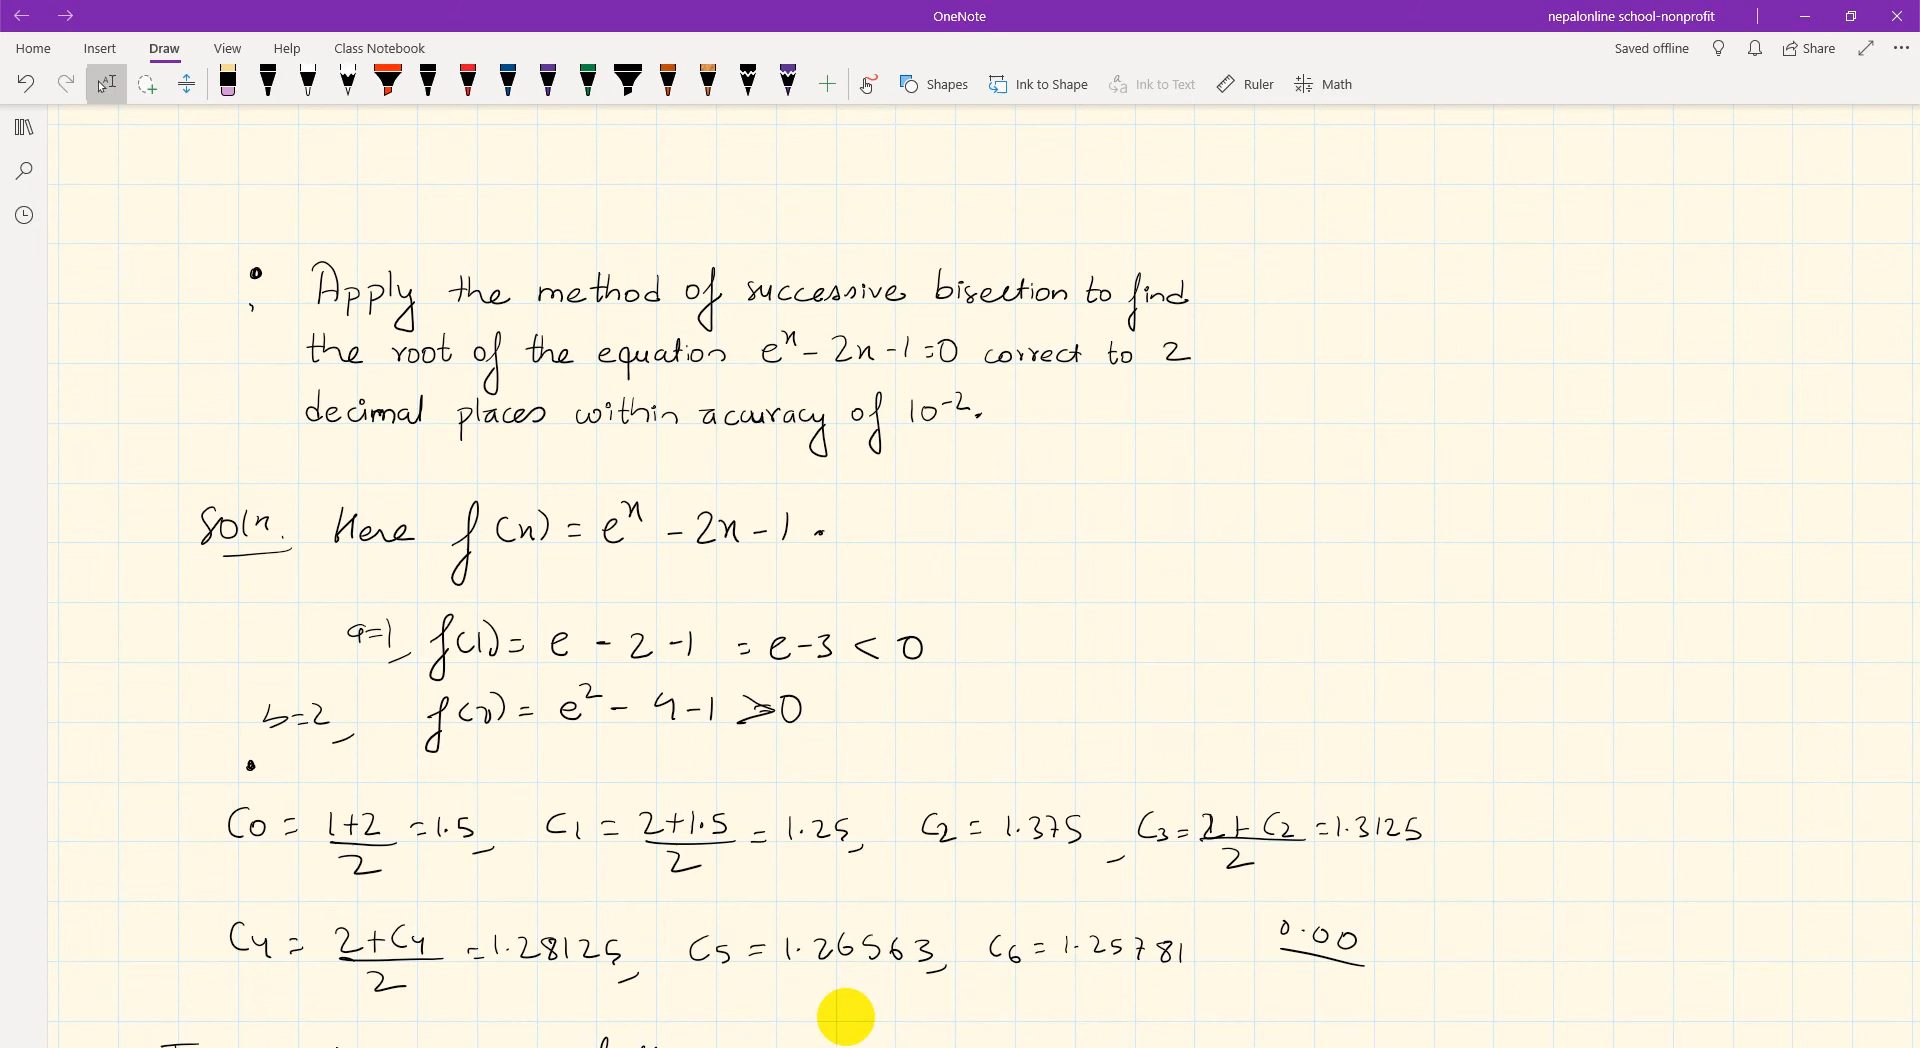 OneNote
nepalonline school-nonprofit
Home Insert Draw View Help Class Notebook
Saved offline Share
Shapes Ink to Shape Ink to Text Ruler Math
Apply the method of successive bisection to find
the root of the equation e^x - 2x - 1 = 0 correct to 2
decimal places within accuracy of 10^-2.
Soln. Here f(x) = e^x - 2x - 1.
a=1, f(1) = e - 2 - 1 = e - 3 < 0
b=2, f(2) = e^2 - 4 - 1 > 0
C0 = (1+2)/2 = 1.5, C1 = (2+1.5)/2 = 1.25, C2 = 1.375, C3 = (1+C2)/2 = 1.3125
C4 = (2+C4)/2 = 1.28125, C5 = 1.26563, C6 = 1.25781 0.00